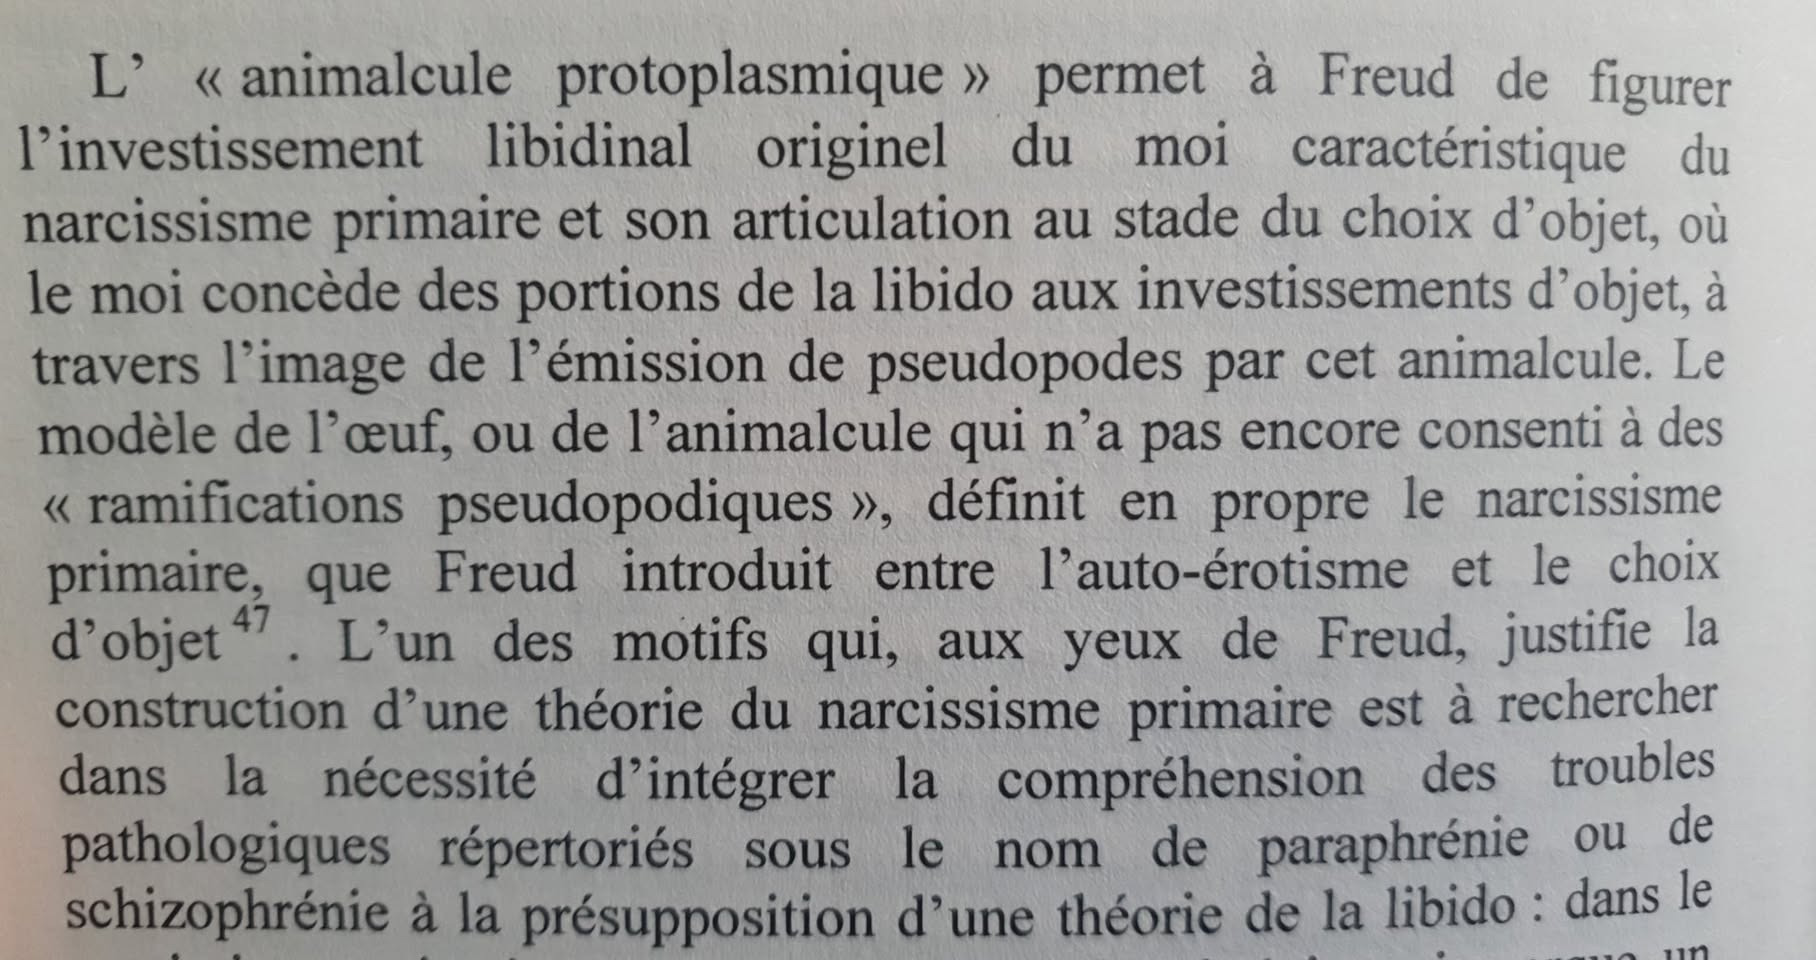 L’ « animalcule protoplasmique » permet à Freud de figurer
l’investissement libidinal originel du moi caractéristique du
narcissisme primaire et son articulation au stade du choix d’objet, où
le moi concède des portions de la libido aux investissements d’objet, à
travers l’image de l’émission de pseudopodes par cet animalcule. Le
modèle de l’œuf, ou de l’animalcule qui n’a pas encore consenti à des
« ramifications pseudopodiques », définit en propre le narcissisme
primaire, que Freud introduit entre l’auto-érotisme et le choix
d’objet 47 . L’un des motifs qui, aux yeux de Freud, justifie la
construction d’une théorie du narcissisme primaire est à rechercher
dans la nécessité d’intégrer la compréhension des troubles
pathologiques répertoriés sous le nom de paraphrénie ou de
schizophrénie à la présupposition d’une théorie de la libido : dans le
un